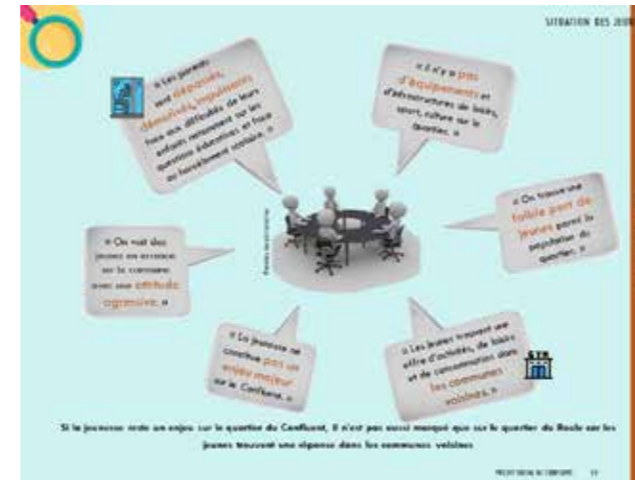 SITUATION DES JEUN
« Les parents
sont dépassés,
démunis, impuissants
face aux difficultés de leurs
enfants notamment sur les
questions éducatives et face
au harcèlement scolaire. »
« Il n'y a pas
d'équipements et
d'infrastructures de loisirs,
sport, culture sur le
quartier. »
« On trouve une
faible part de
jeunes parmi la
population du
quartier. »
« On voit des
jeunes en errance
sur la commune
avec une attitude
agressive. »
« La jeunesse ne
constitue pas un
enjeu majeur
sur le Confluent. »
« Les jeunes trouvent une
offre d'activités, de loisirs
et de consommation dans
les communes
voisines. »
Si la jeunesse reste un enjeu sur le quartier du Confluent, il n'est pas aussi marqué que sur le quartier du Roule car les
jeunes trouvent une réponse dans les communes voisines